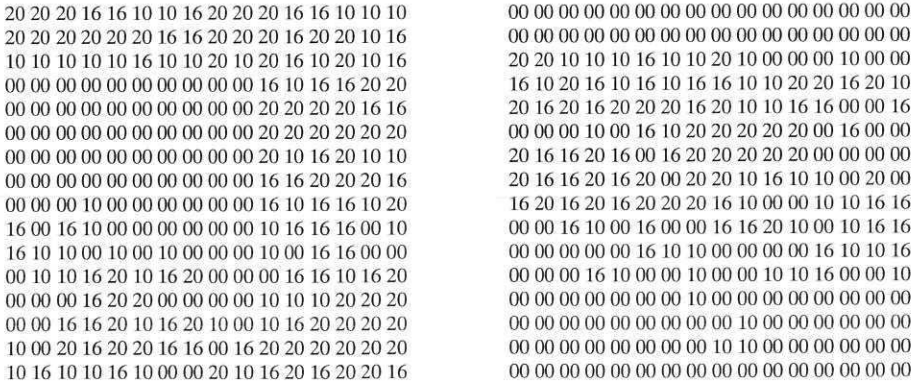 20 20 20 16 16 10 10 16 20 20 20 16 16 10 10 10
20 20 20 20 20 20 16 16 20 20 20 16 20 20 10 16
10 10 10 10 10 16 10 10 20 10 20 16 10 20 10 16
00 00 00 00 00 00 00 00 00 00 16 10 16 16 20 20
00 00 00 00 00 00 00 00 00 00 20 20 20 20 16 16
00 00 00 00 00 00 00 00 00 00 20 20 20 20 20 20
00 00 00 00 00 00 00 00 00 00 20 10 16 20 10 10
00 00 00 00 00 00 00 00 00 00 16 16 20 20 20 16
00 00 00 10 00 00 00 00 00 00 16 10 16 16 10 20
16 00 16 10 00 00 00 00 00 00 10 16 16 16 00 10
16 10 10 00 10 00 10 00 00 00 10 00 16 16 00 00
00 10 10 16 20 10 16 20 00 00 00 16 16 10 16 20
00 00 00 16 20 20 00 00 00 00 10 10 10 20 20 20
00 00 16 16 20 10 16 20 10 00 10 16 20 20 20 20
10 00 20 16 20 20 16 16 00 16 20 20 20 20 20 20
10 16 10 10 16 10 00 00 20 10 16 20 16 20 20 16
00 00 00 00 00 00 00 00 00 00 00 00 00 00 00 00
00 00 00 00 00 00 00 00 00 00 00 00 00 00 00 00
20 20 10 10 10 16 10 10 20 10 00 00 00 10 00 00
16 10 20 16 10 16 10 16 16 10 10 20 20 16 20 10
20 16 20 16 20 20 20 16 20 10 10 16 16 00 00 16
00 00 00 10 00 16 10 20 20 20 20 20 00 16 00 00
20 16 16 20 16 00 16 20 20 20 20 20 00 00 00 00
20 16 16 20 16 20 00 20 20 10 16 10 10 00 20 00
16 20 16 20 16 20 20 20 16 10 00 00 10 10 16 16
00 00 16 10 00 16 00 00 16 16 20 10 00 10 16 16
00 00 00 00 00 16 10 10 00 00 00 00 16 10 10 16
00 00 00 16 10 00 00 10 00 00 10 10 16 00 00 10
00 00 00 00 00 00 00 10 00 00 00 00 00 00 00 00
00 00 00 00 00 00 00 00 00 10 00 00 00 00 00 00
00 00 00 00 00 00 00 00 10 10 00 00 00 00 00 00
00 00 00 00 00 00 00 00 00 00 00 00 00 00 00 00